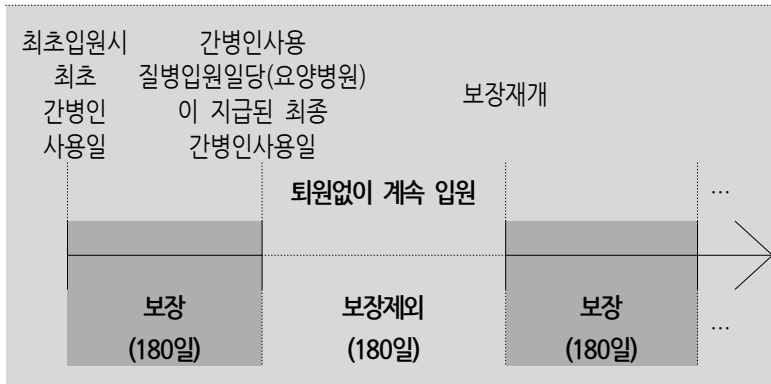 최초입원시
최초
간병인
사용일
간병인사용
질병입원일당(요양병원)
이 지급된 최종
간병인사용일
보장재개
퇴원없이 계속 입원
…
보장
(180일)
보장제외
(180일)
보장
(180일)
…